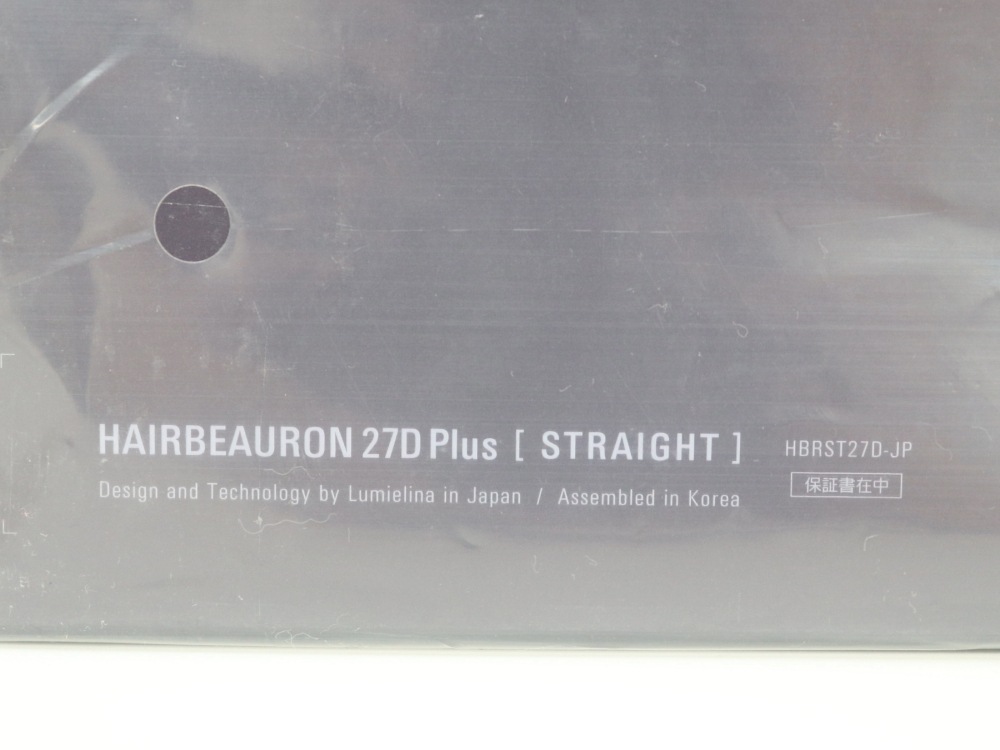 HAIRBEAURON 27D Plus [ STRAIGHT ] HBRST27D-JP
Design and Technology by Lumielina in Japan / Assembled in Korea
保証書在中